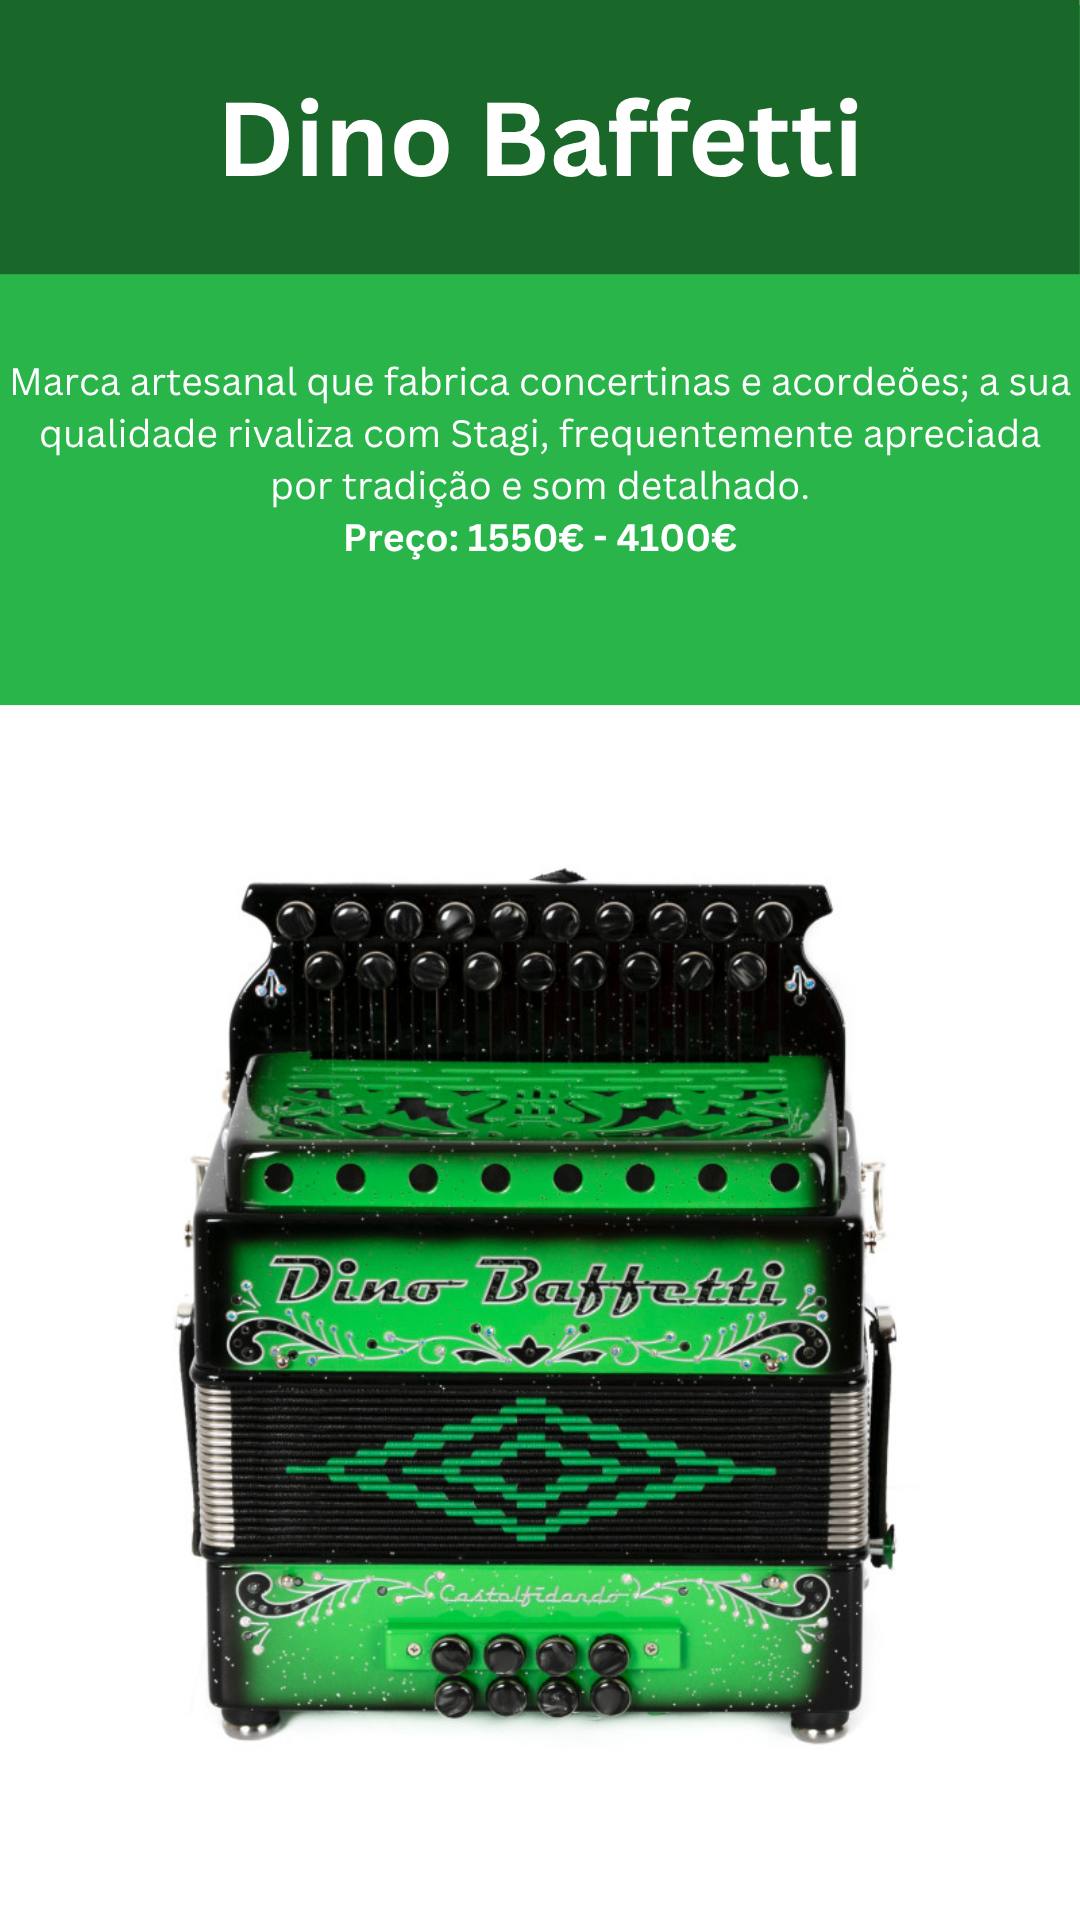 Dino Baffetti
Marca artesanal que fabrica concertinas e acordeões; a sua
qualidade rivaliza com Stagi, frequentemente apreciada
por tradição e som detalhado.
Preço: 1550€ - 4100€
Dino Baffetti
Castelfidardo